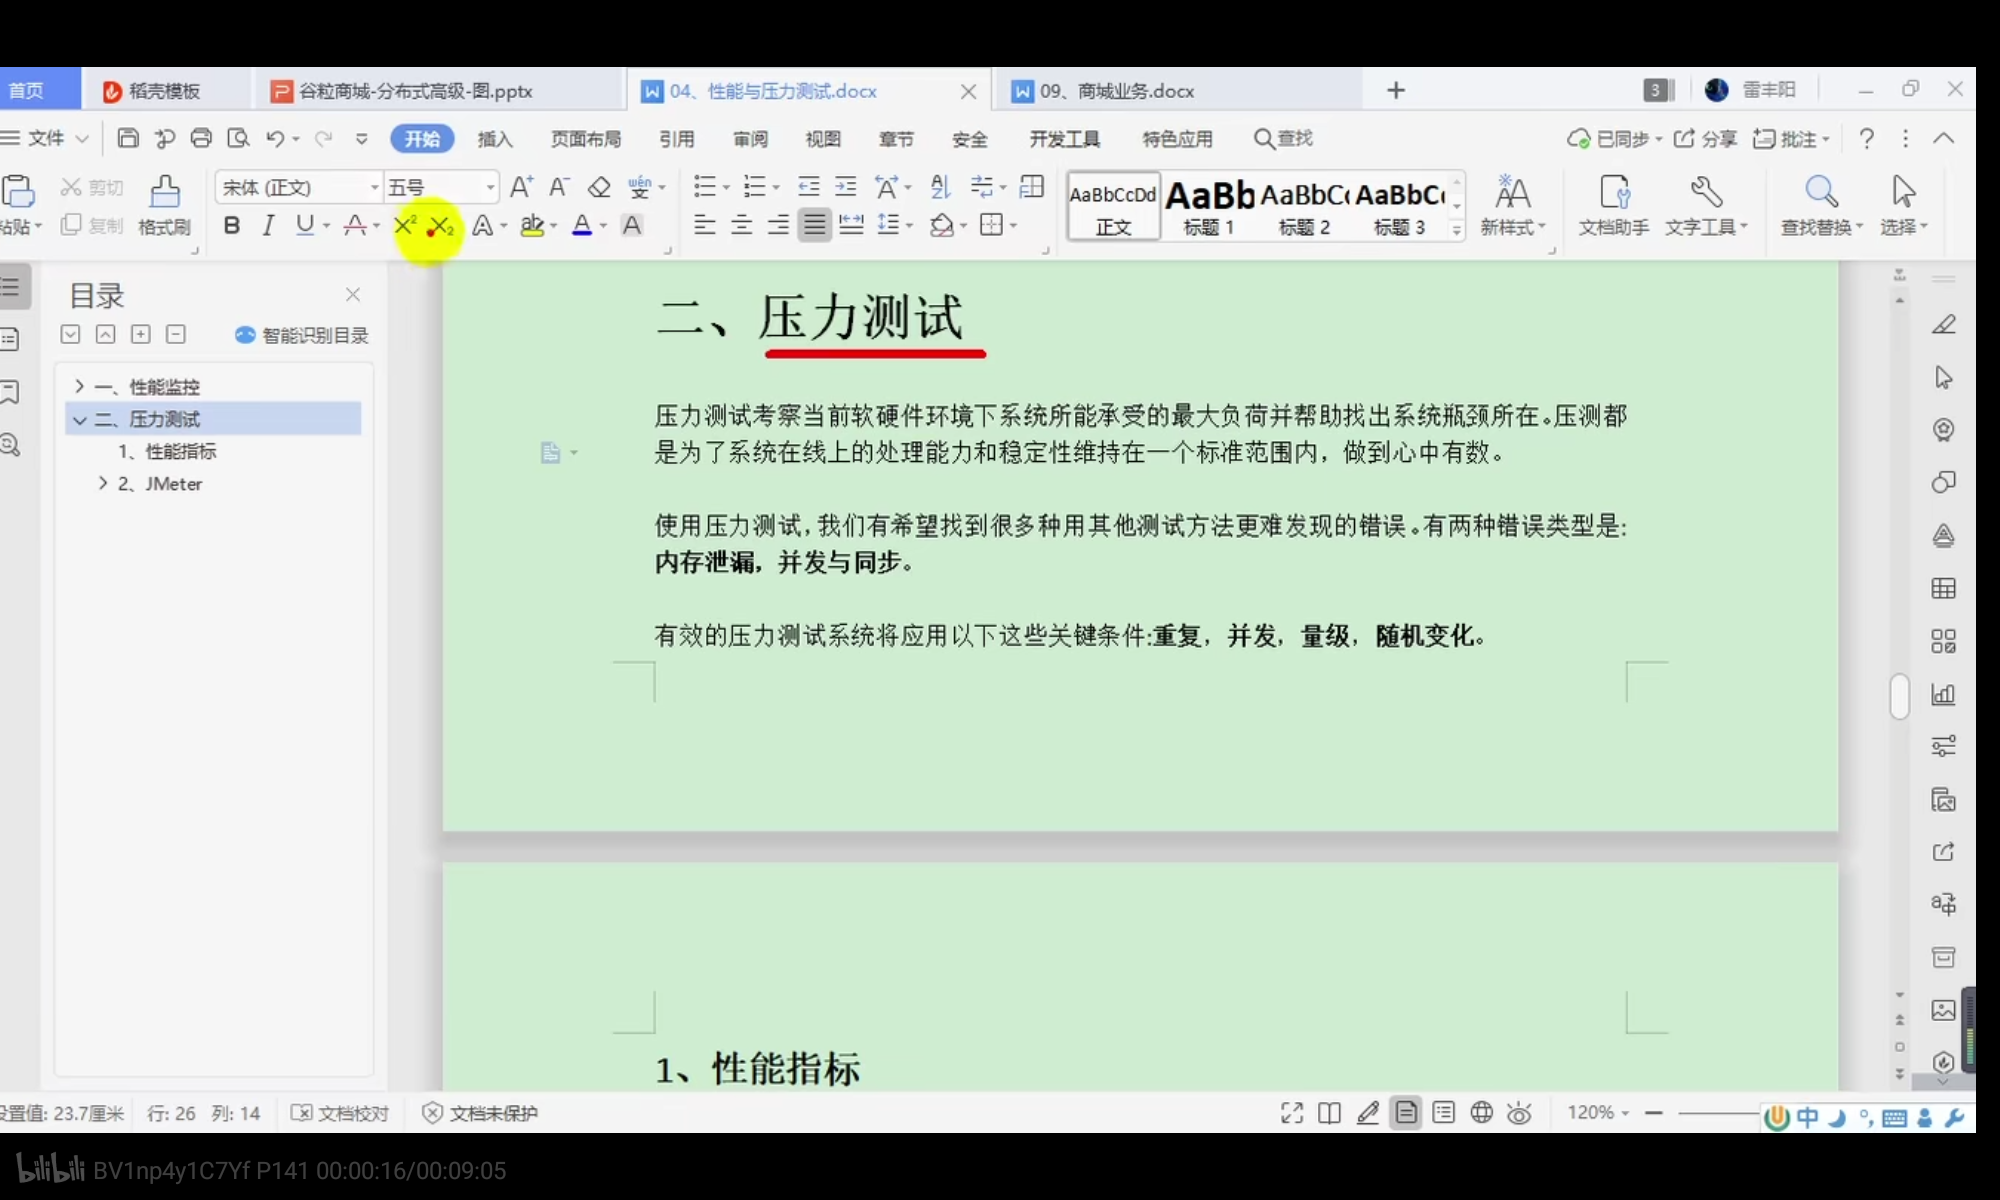 首页 稻壳模板 谷粒商城-分布式高级-图.pptx 04、性能与压力测试.docx 09、商城业务.docx 3 雷丰阳
文件 开始 插入 页面布局 引用 审阅 视图 章节 安全 开发工具 特色应用 查找 已同步 分享 批注
剪切 宋体 (正文) 五号 AaBbCcDd AaBb AaBbC AaBbC
粘贴 复制 格式刷 正文 标题 1 标题 2 标题 3 新样式 文档助手 文字工具 查找替换 选择
目录
智能识别目录
一、性能监控
二、压力测试
1、性能指标
2、JMeter
二、压力测试
压力测试考察当前软硬件环境下系统所能承受的最大负荷并帮助找出系统瓶颈所在。压测都
是为了系统在线上的处理能力和稳定性维持在一个标准范围内，做到心中有数。
使用压力测试，我们有希望找到很多种用其他测试方法更难发现的错误。有两种错误类型是:
内存泄漏，并发与同步。
有效的压力测试系统将应用以下这些关键条件:重复，并发，量级，随机变化。
1、性能指标
设置值: 23.7厘米 行: 26 列: 14 文档校对 文档未保护 120% 中
bilibili BV1np4y1C7Yf P141 00:00:16/00:09:05